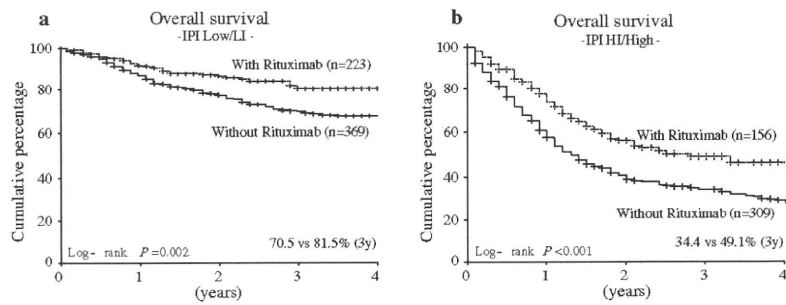 a
Overall survival
-IPI Low/LI -
100
80
60
40
20
0
Cumulative percentage
With Rituximab (n=223)
Without Rituximab (n=369)
70.5 vs 81.5% (3y)
Log- rank P=0.002
0 1 2 3 4
(years)
b
Overall survival
-IPI HI/High-
100
80
60
40
20
0
Cumulative percentage
With Rituximab (n=156)
Without Rituximab (n=309)
34.4 vs 49.1% (3y)
Log- rank P<0.001
0 1 2 3 4
(years)